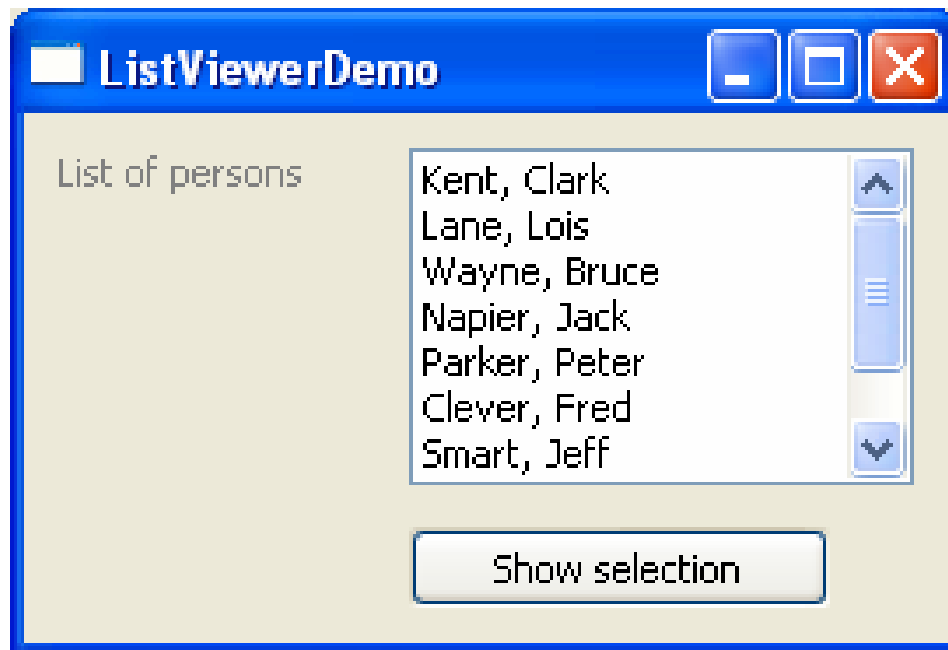 ListViewerDemo
List of persons
Kent, Clark
Lane, Lois
Wayne, Bruce
Napier, Jack
Parker, Peter
Clever, Fred
Smart, Jeff
Show selection